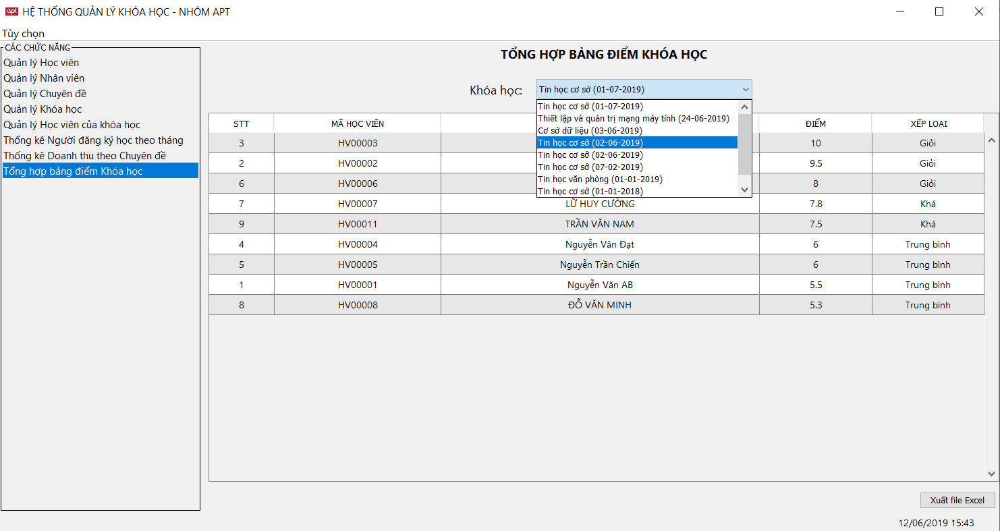 apt HỆ THỐNG QUẢN LÝ KHÓA HỌC - NHÓM APT
Tùy chọn
CÁC CHỨC NĂNG
Quản lý Học viên
Quản lý Nhân viên
Quản lý Chuyên đề
Quản lý Khóa học
Quản lý Học viên của khóa học
Thống kê Người đăng ký học theo tháng
Thống kê Doanh thu theo Chuyên đề
Tổng hợp bảng điểm Khóa học
TỔNG HỢP BẢNG ĐIỂM KHÓA HỌC
Khóa học: Tin học cơ sở (01-07-2019)
Tin học cơ sở (01-07-2019)
Thiết lập và quản trị mạng máy tính (24-06-2019)
Cơ sở dữ liệu (03-06-2019)
Tin học cơ sở (02-06-2019)
Tin học cơ sở (02-06-2019)
Tin học cơ sở (07-02-2019)
Tin học văn phòng (01-01-2019)
Tin học cơ sở (01-01-2018)
STT MÃ HỌC VIÊN ĐIỂM XẾP LOẠI
3 HV00003 10 Giỏi
2 HV00002 9.5 Giỏi
6 HV00006 8 Giỏi
7 HV00007 LỮ HUY CƯỜNG 7.8 Khá
9 HV00011 TRẦN VĂN NAM 7.5 Khá
4 HV00004 Nguyễn Văn Đạt 6 Trung bình
5 HV00005 Nguyễn Trần Chiến 6 Trung bình
1 HV00001 Nguyễn Văn AB 5.5 Trung bình
8 HV00008 ĐỖ VĂN MINH 5.3 Trung bình
Xuất file Excel
12/06/2019 15:43